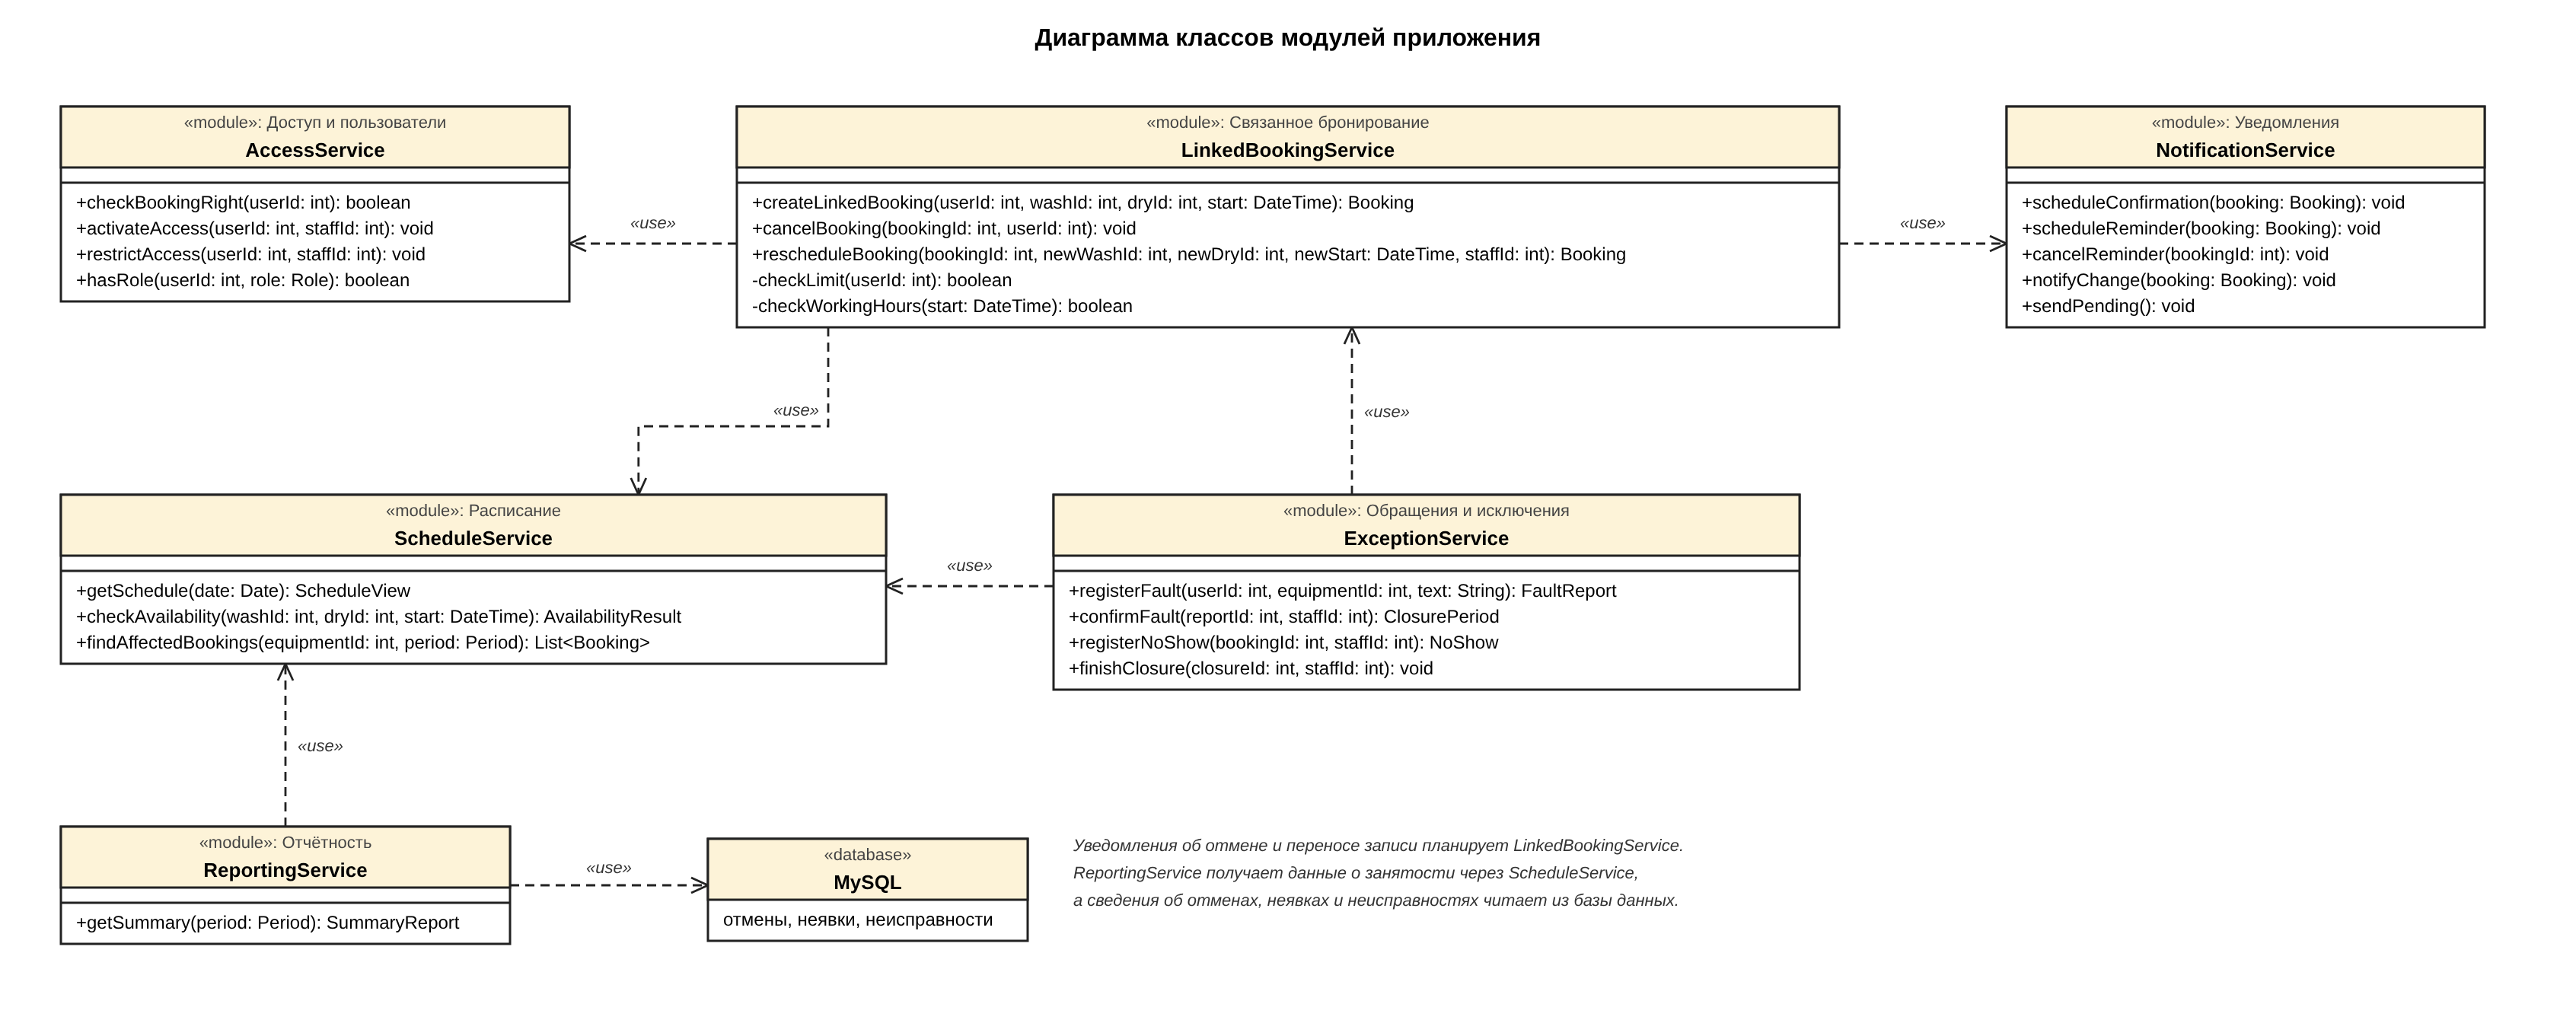 Диаграмма классов модулей приложения
«module»: Доступ и пользователи
AccessService
+checkBookingRight(userId: int): boolean
+activateAccess(userId: int, staffId: int): void
+restrictAccess(userId: int, staffId: int): void
+hasRole(userId: int, role: Role): boolean
«use»
«module»: Связанное бронирование
LinkedBookingService
+createLinkedBooking(userId: int, washId: int, dryId: int, start: DateTime): Booking
+cancelBooking(bookingId: int, userId: int): void
+rescheduleBooking(bookingId: int, newWashId: int, newDryId: int, newStart: DateTime, staffId: int): Booking
-checkLimit(userId: int): boolean
-checkWorkingHours(start: DateTime): boolean
«use»
«module»: Уведомления
NotificationService
+scheduleConfirmation(booking: Booking): void
+scheduleReminder(booking: Booking): void
+cancelReminder(bookingId: int): void
+notifyChange(booking: Booking): void
+sendPending(): void
«use»
«use»
«module»: Расписание
ScheduleService
+getSchedule(date: Date): ScheduleView
+checkAvailability(washId: int, dryId: int, start: DateTime): AvailabilityResult
+findAffectedBookings(equipmentId: int, period: Period): List<Booking>
«use»
«module»: Обращения и исключения
ExceptionService
+registerFault(userId: int, equipmentId: int, text: String): FaultReport
+confirmFault(reportId: int, staffId: int): ClosurePeriod
+registerNoShow(bookingId: int, staffId: int): NoShow
+finishClosure(closureId: int, staffId: int): void
«use»
«module»: Отчётность
ReportingService
+getSummary(period: Period): SummaryReport
«use»
«database»
MySQL
отмены, неявки, неисправности
Уведомления об отмене и переносе записи планирует LinkedBookingService.
ReportingService получает данные о занятости через ScheduleService,
а сведения об отменах, неявках и неисправностях читает из базы данных.